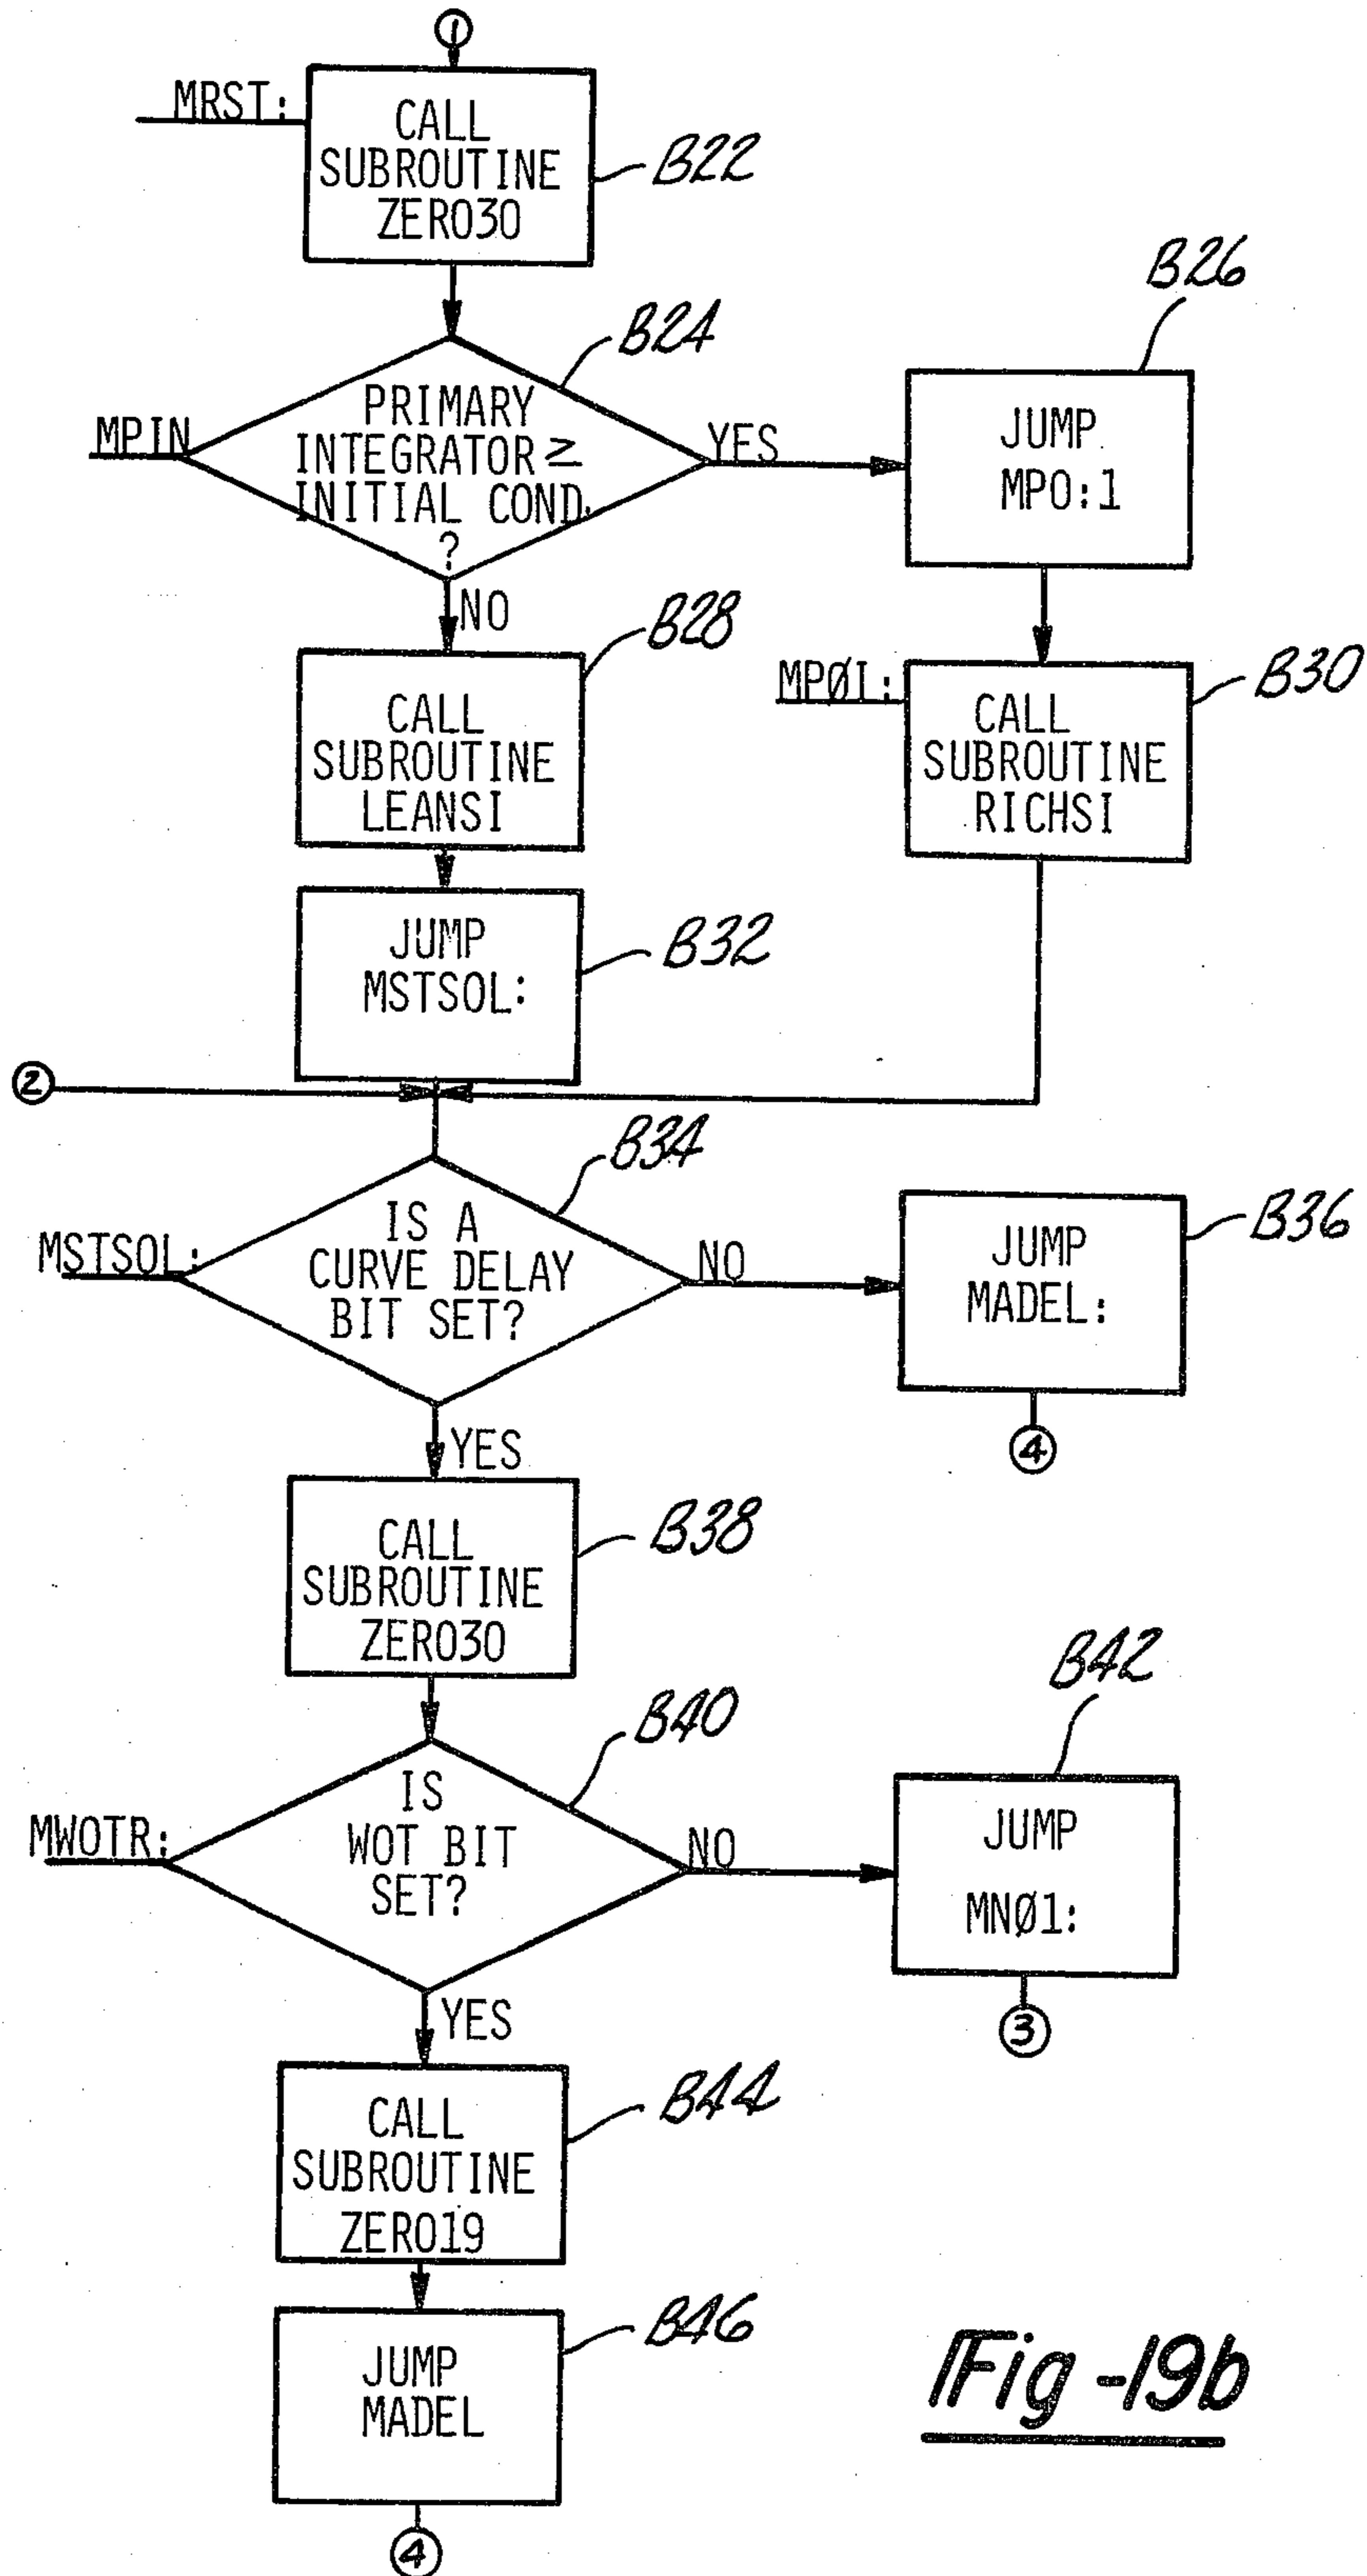 1
MRST:
CALL
SUBROUTINE
ZERO30
B22
B24
MPIN
PRIMARY
INTEGRATOR ≥
INITIAL COND.
?
YES
B26
JUMP
MPO:1
NO
B28
CALL
SUBROUTINE
LEANSI
MPØI:
B30
CALL
SUBROUTINE
RICHSI
B32
JUMP
MSTSOL:
2
B34
MSTSOL:
IS A
CURVE DELAY
BIT SET?
NO
B36
JUMP
MADEL:
4
YES
B38
CALL
SUBROUTINE
ZERO30
B40
MWOTR:
IS
WOT BIT
SET?
NO
B42
JUMP
MNØ1:
3
YES
B44
CALL
SUBROUTINE
ZERO19
B46
JUMP
MADEL
4
Fig-19b